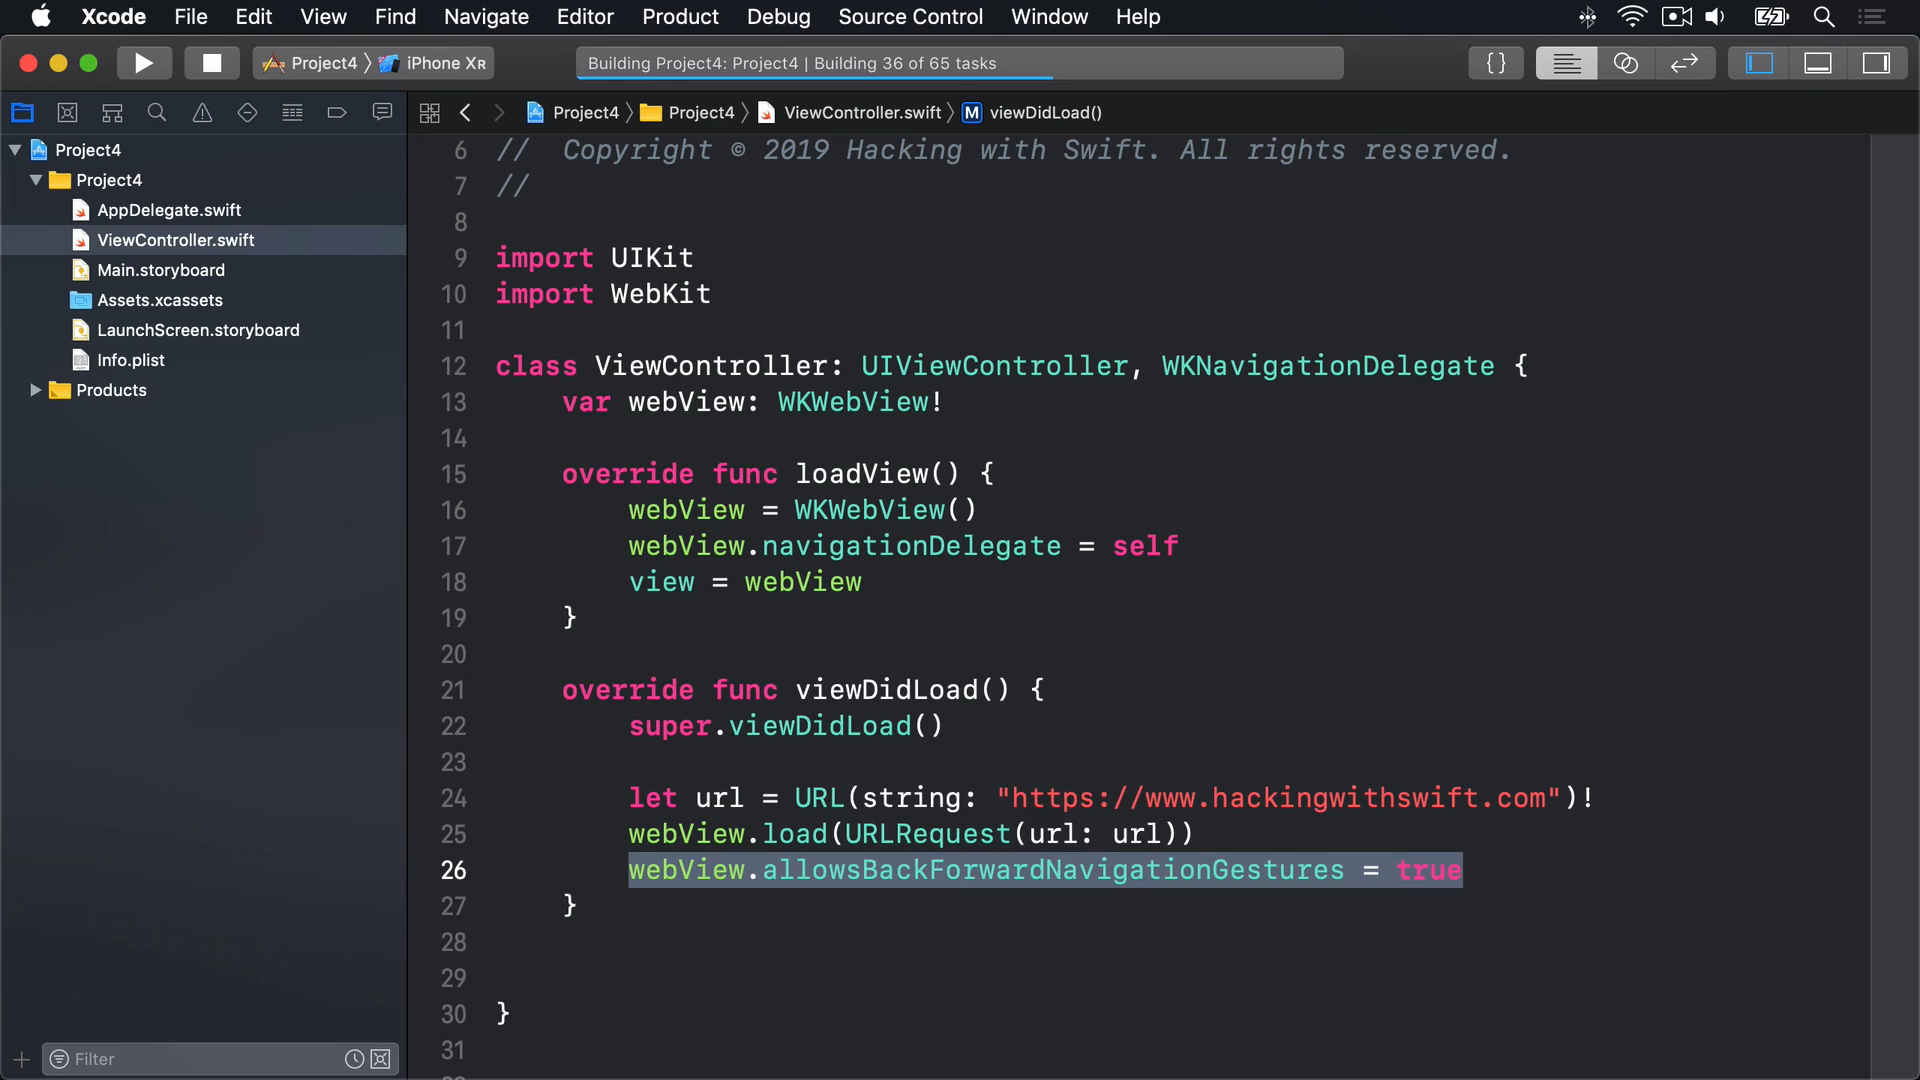 Xcode File Edit View Find Navigate Editor Product Debug Source Control Window Help
Project4 iPhone XR Building Project4: Project4 | Building 36 of 65 tasks {}
Project4 Project4 ViewController.swift M viewDidLoad()
Project4
Project4
AppDelegate.swift
ViewController.swift
Main.storyboard
Assets.xcassets
LaunchScreen.storyboard
Info.plist
Products
Filter
6 // Copyright © 2019 Hacking with Swift. All rights reserved.
7 //
8
9 import UIKit
10 import WebKit
11
12 class ViewController: UIViewController, WKNavigationDelegate {
13 var webView: WKWebView!
14
15 override func loadView() {
16 webView = WKWebView()
17 webView.navigationDelegate = self
18 view = webView
19 }
20
21 override func viewDidLoad() {
22 super.viewDidLoad()
23
24 let url = URL(string: "https://www.hackingwithswift.com")!
25 webView.load(URLRequest(url: url))
26 webView.allowsBackForwardNavigationGestures = true
27 }
28
29
30 }
31